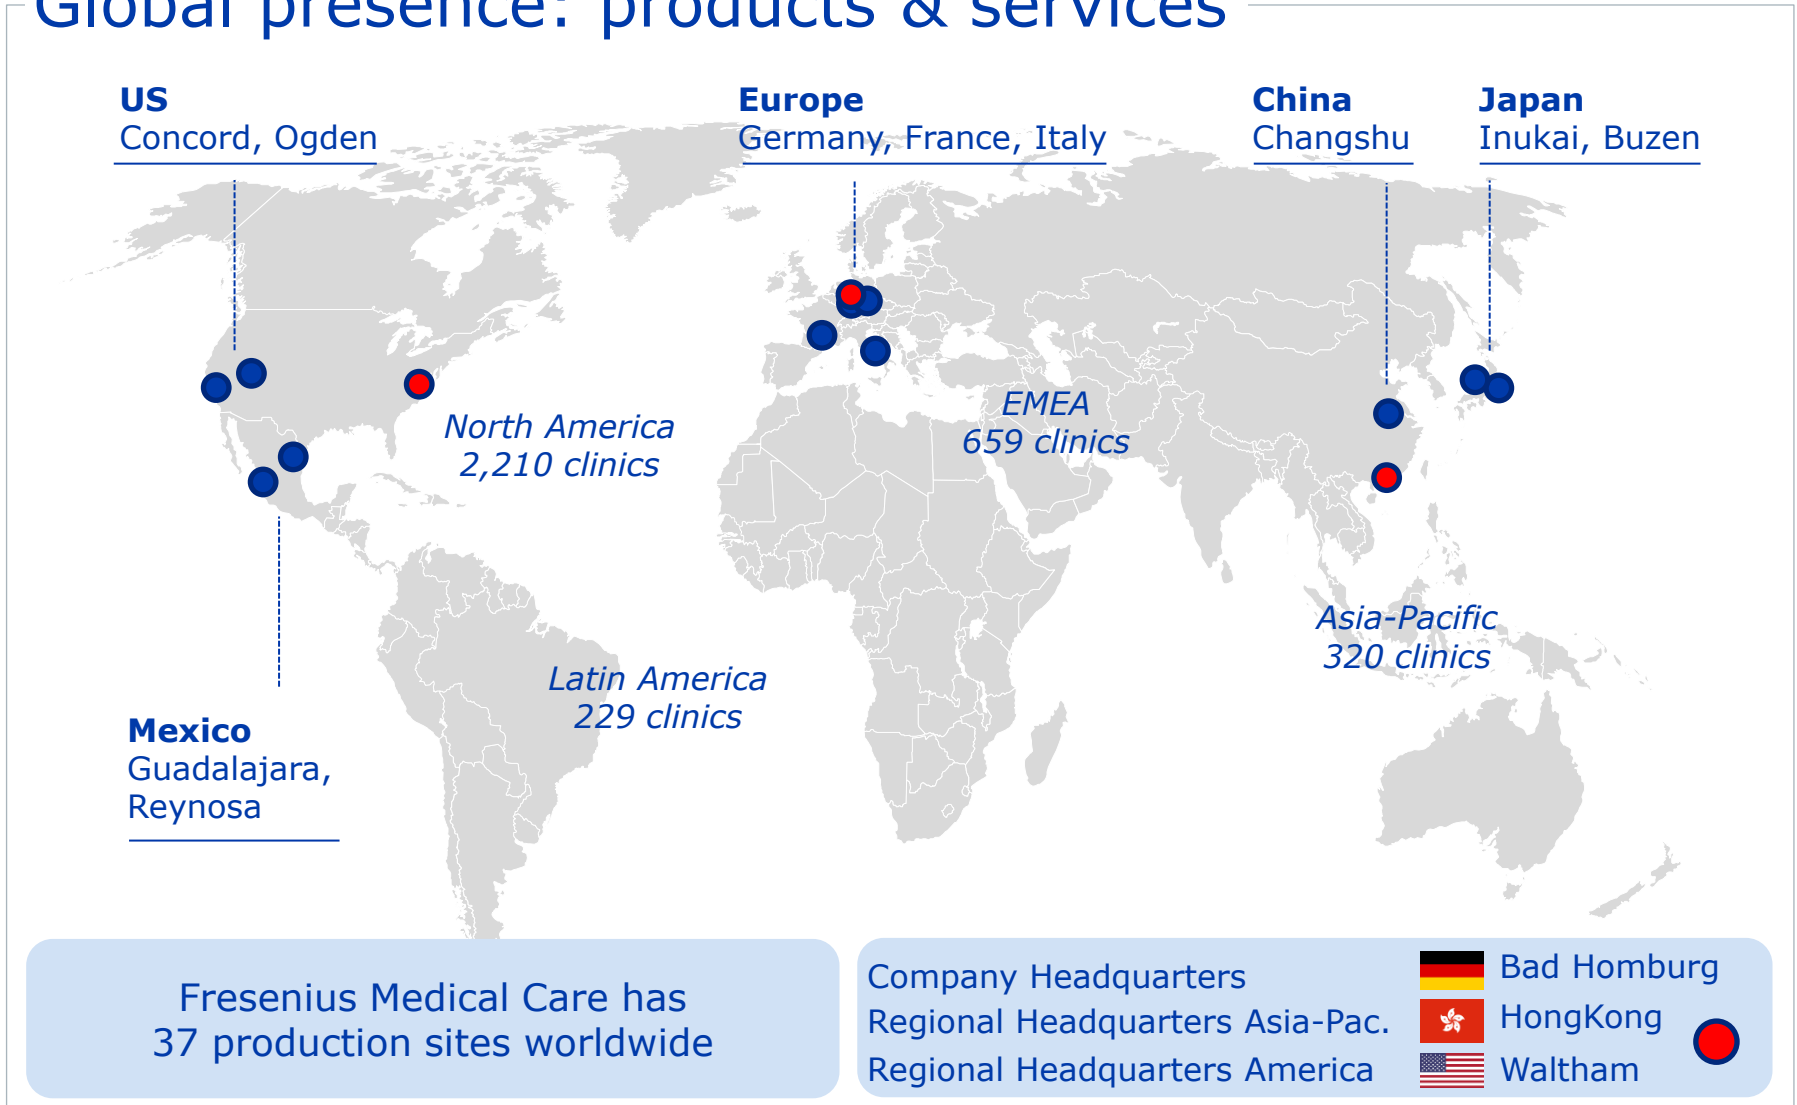 Global presence: products & services
US
Concord, Ogden
Europe
Germany, France, Italy
China
Changshu
Japan
Inukai, Buzen
North America
2,210 clinics
EMEA
659 clinics
Asia-Pacific
320 clinics
Latin America
229 clinics
Mexico
Guadalajara,
Reynosa
Fresenius Medical Care has
37 production sites worldwide
Company Headquarters Bad Homburg
Regional Headquarters Asia-Pac. HongKong
Regional Headquarters America Waltham